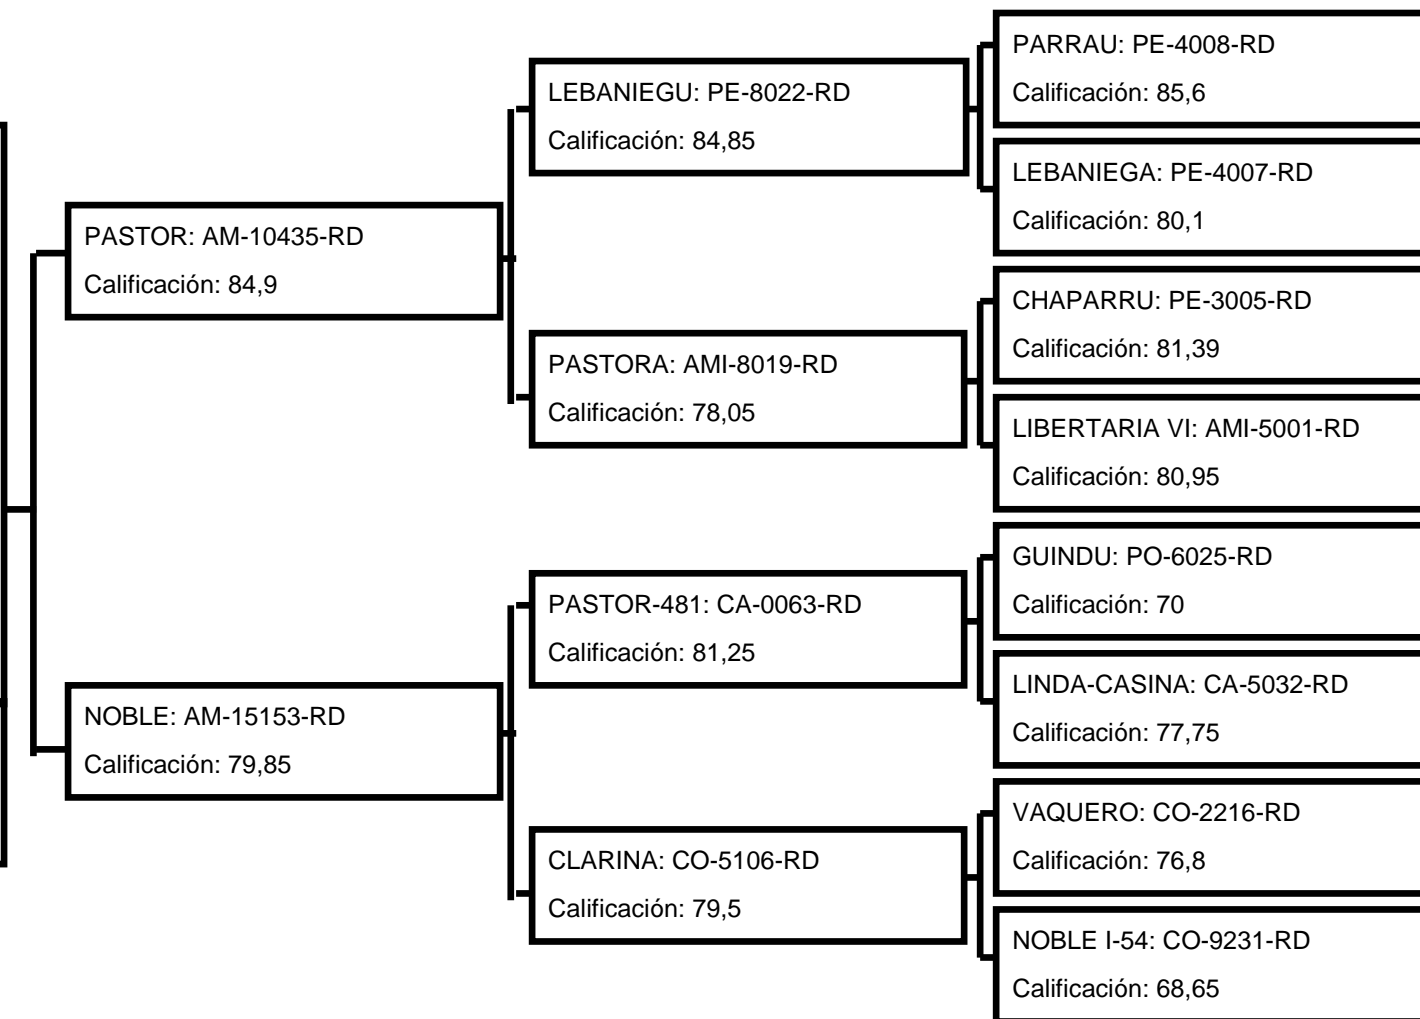 PARRAU: PE-4008-RD
Calificación: 85,6
LEBANIEGU: PE-8022-RD
Calificación: 84,85
LEBANIEGA: PE-4007-RD
Calificación: 80,1
PASTOR: AM-10435-RD
Calificación: 84,9
CHAPARRU: PE-3005-RD
Calificación: 81,39
PASTORA: AMI-8019-RD
Calificación: 78,05
LIBERTARIA VI: AMI-5001-RD
Calificación: 80,95
GUINDU: PO-6025-RD
Calificación: 70
PASTOR-481: CA-0063-RD
Calificación: 81,25
LINDA-CASINA: CA-5032-RD
Calificación: 77,75
NOBLE: AM-15153-RD
Calificación: 79,85
VAQUERO: CO-2216-RD
Calificación: 76,8
CLARINA: CO-5106-RD
Calificación: 79,5
NOBLE I-54: CO-9231-RD
Calificación: 68,65